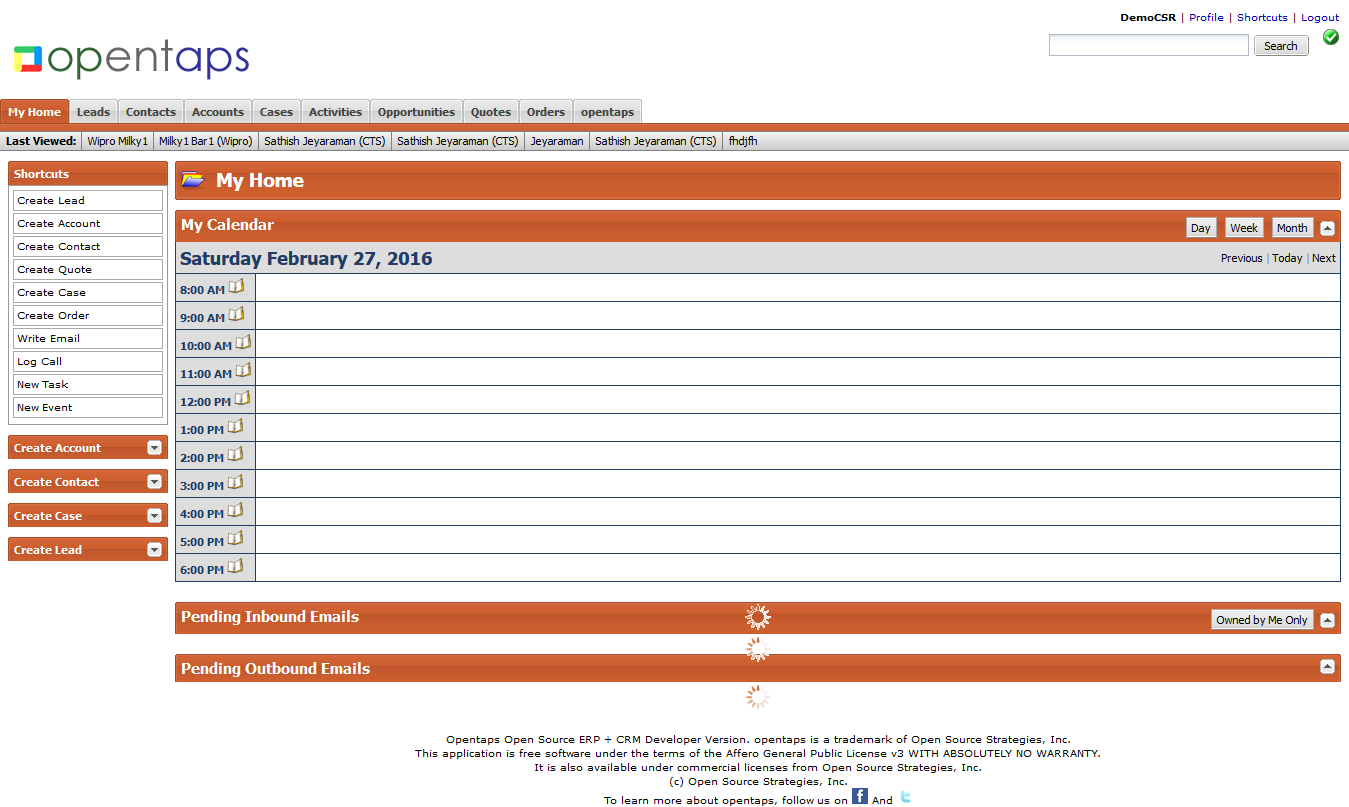 DemoCSR | Profile | Shortcuts | Logout
Search
opentaps
My Home Leads Contacts Accounts Cases Activities Opportunities Quotes Orders opentaps
Last Viewed: Wipro Milky1 Milky1 Bar1 (Wipro) Sathish Jeyaraman (CTS) Sathish Jeyaraman (CTS) Jeyaraman Sathish Jeyaraman (CTS) fhdjfh
Shortcuts
Create Lead
Create Account
Create Contact
Create Quote
Create Case
Create Order
Write Email
Log Call
New Task
New Event
Create Account
Create Contact
Create Case
Create Lead
My Home
My Calendar Day Week Month
Saturday February 27, 2016 Previous | Today | Next
8:00 AM
9:00 AM
10:00 AM
11:00 AM
12:00 PM
1:00 PM
2:00 PM
3:00 PM
4:00 PM
5:00 PM
6:00 PM
Pending Inbound Emails Owned by Me Only
Pending Outbound Emails
Opentaps Open Source ERP + CRM Developer Version. opentaps is a trademark of Open Source Strategies, Inc.
This application is free software under the terms of the Affero General Public License v3 WITH ABSOLUTELY NO WARRANTY.
It is also available under commercial licenses from Open Source Strategies, Inc.
(c) Open Source Strategies, Inc.
To learn more about opentaps, follow us on f And t